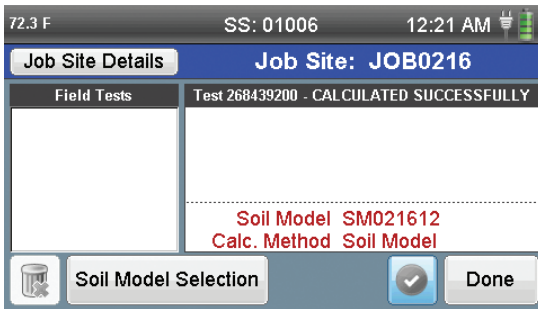 72.3 F SS: 01006 12:21 AM
Job Site Details Job Site: JOB0216
Field Tests Test 268439200 - CALCULATED SUCCESSFULLY
Soil Model SM021612
Calc. Method Soil Model
Soil Model Selection Done